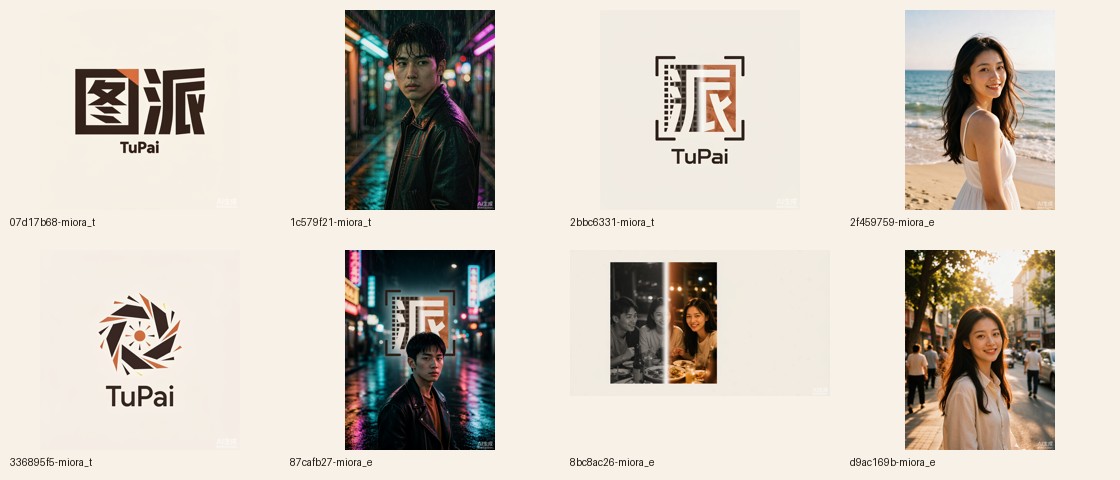 图派
TuPai
07d17b68-miora_t
1c579f21-miora_t
派
TuPai
2bbc6331-miora_t
2f459759-miora_e
TuPai
336895f5-miora_t
派
87cafb27-miora_e
8bc8ac26-miora_e
d9ac169b-miora_e